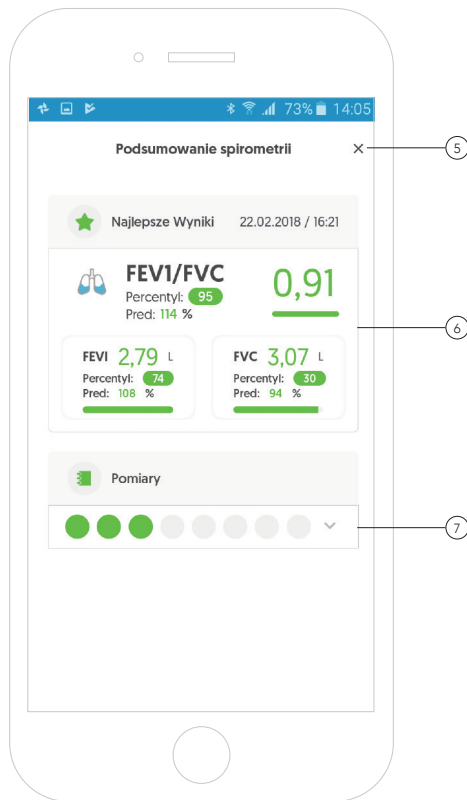 73% 14:05
Podsumowanie spirometrii
5
Najlepsze Wyniki 22.02.2018 / 16:21
FEV1/FVC 0,91
Percentyl: 95
Pred: 114 %
6
FEVI 2,79 L
Percentyl: 74
Pred: 108 %
FVC 3,07 L
Percentyl: 30
Pred: 94 %
Pomiary
7